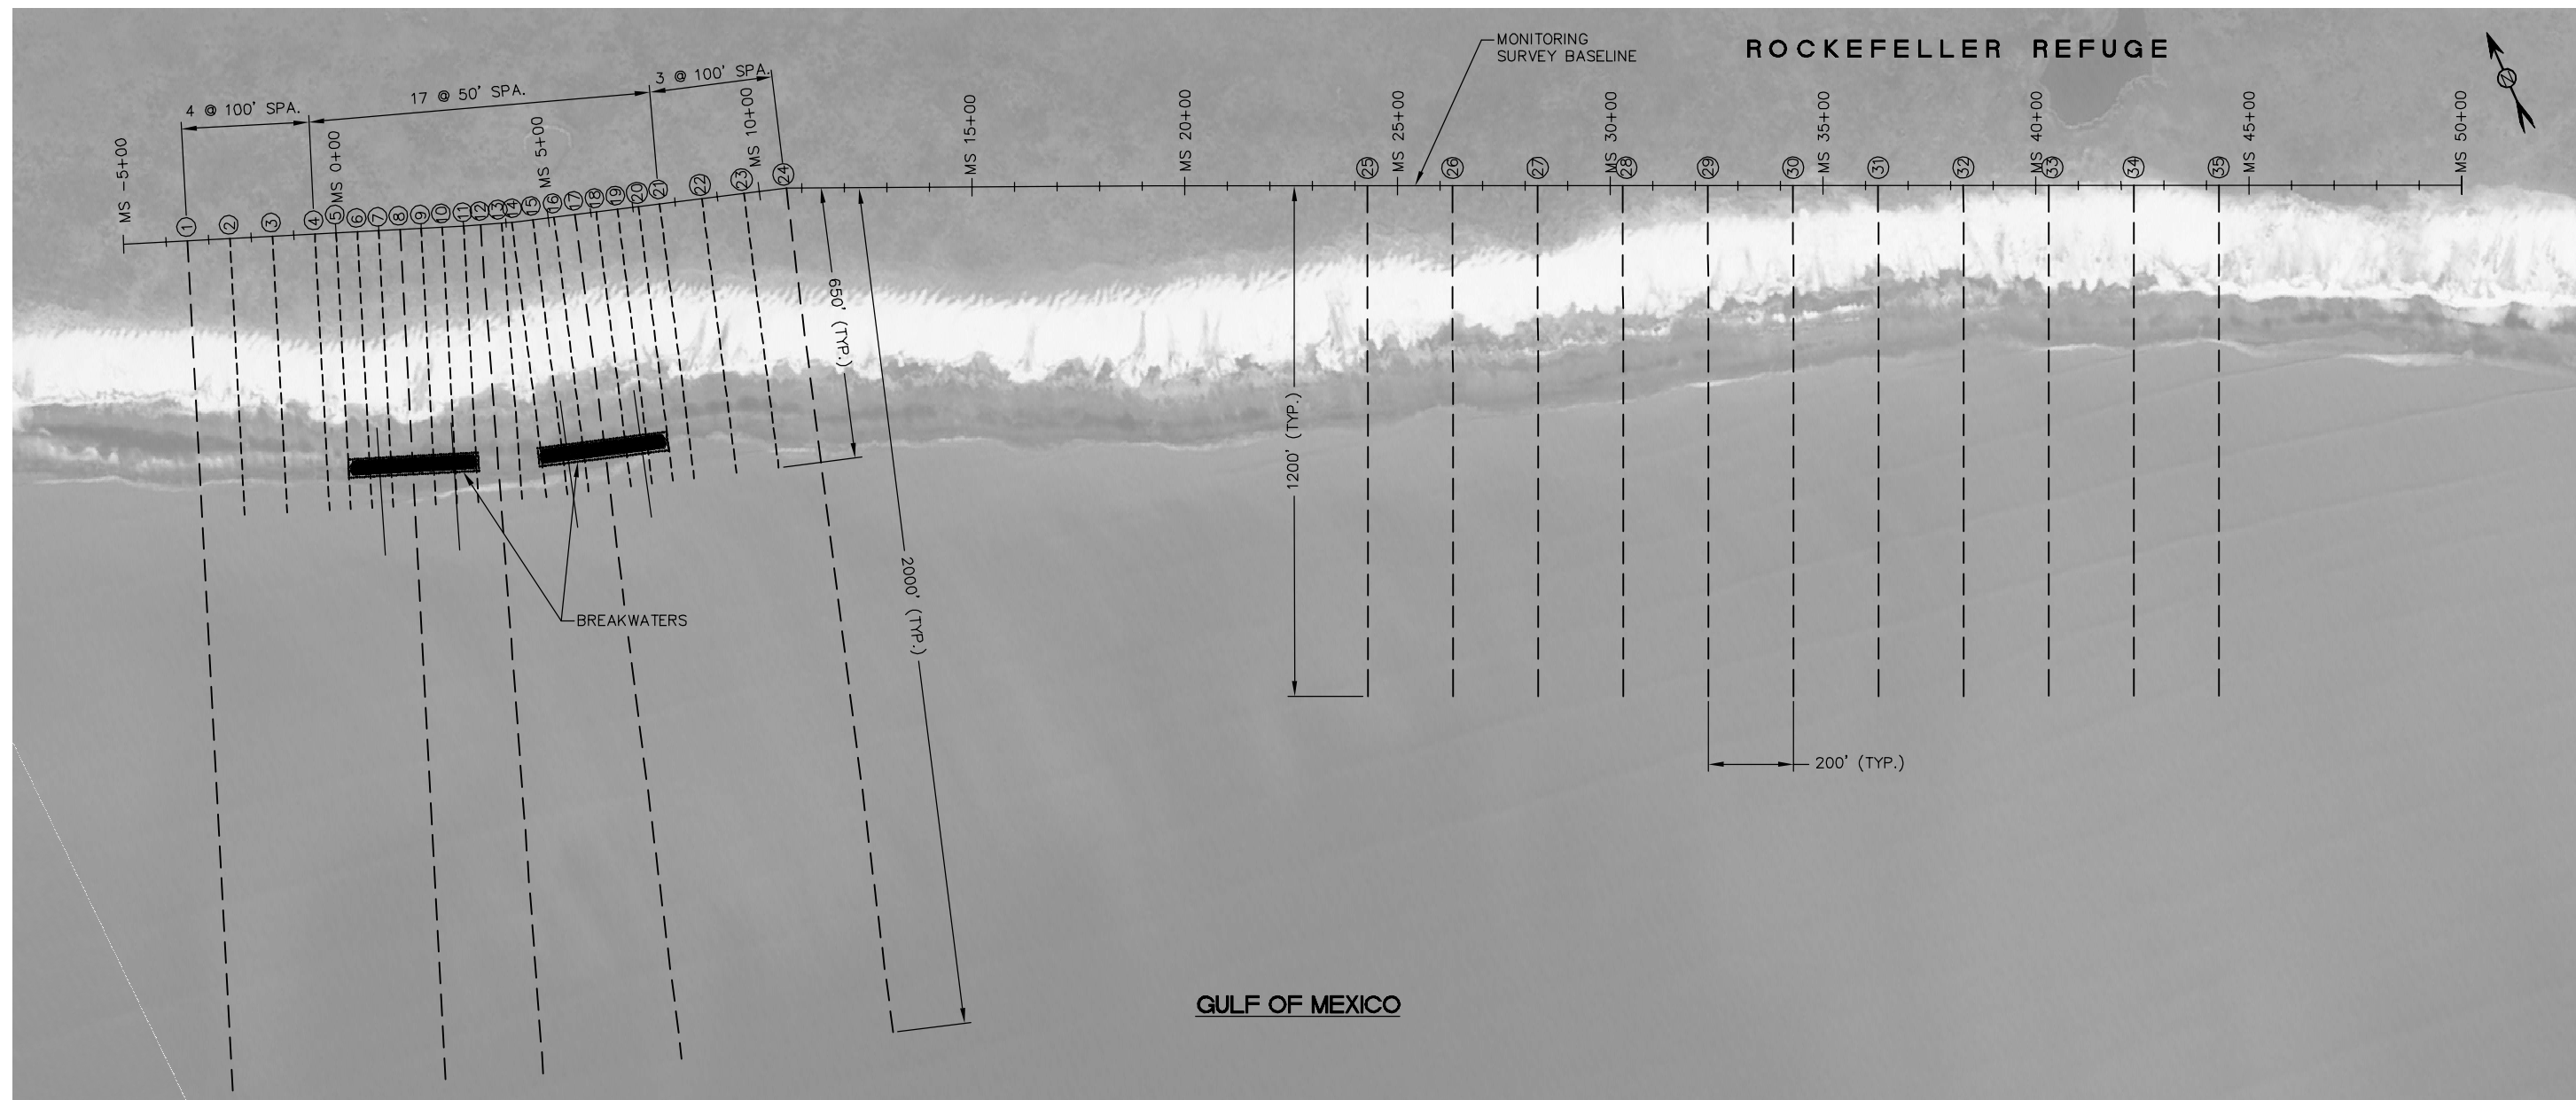 MONITORING
SURVEY BASELINE
ROCKEFELLER REFUGE
4 @ 100' SPA.
17 @ 50' SPA.
3 @ 100' SPA.
MS -5+00
MS 0+00
MS 5+00
MS 10+00
MS 15+00
MS 20+00
MS 25+00
MS 30+00
MS 35+00
MS 40+00
MS 45+00
MS 50+00
1
2
3
4
5
6
7
8
9
10
11
12
13
14
15
16
17
18
19
20
21
22
23
24
25
26
27
28
29
30
31
32
33
34
35
650' (TYP.)
2000' (TYP.)
1200' (TYP.)
BREAKWATERS
200' (TYP.)
GULF OF MEXICO
Z